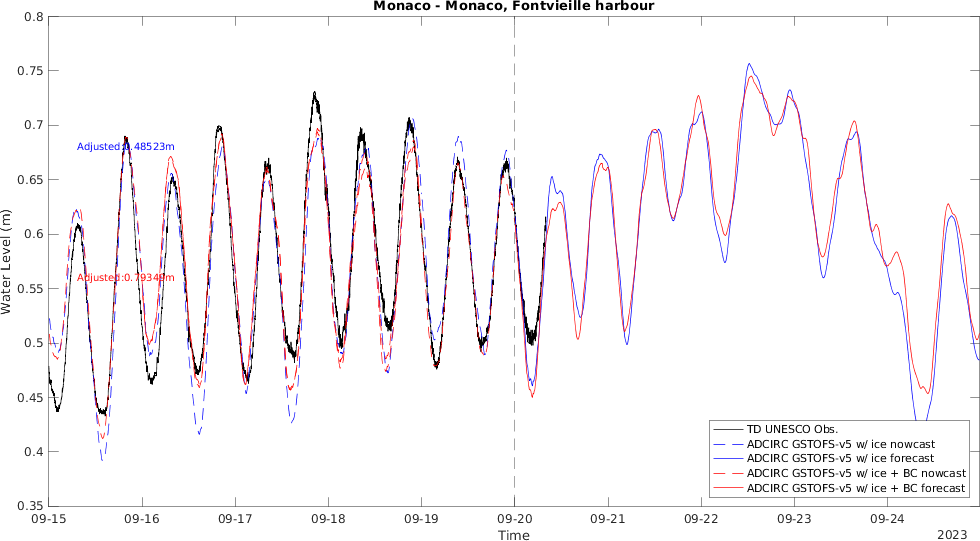 Monaco - Monaco, Fontvieille harbour
0.8
0.75
0.7
0.65
0.6
0.55
0.5
0.45
0.4
0.35
Water Level (m)
Adjusted:0.48523m
Adjusted:0.79349m
TD UNESCO Obs.
ADCIRC GSTOFS-v5 w/ ice nowcast
ADCIRC GSTOFS-v5 w/ ice forecast
ADCIRC GSTOFS-v5 w/ ice + BC nowcast
ADCIRC GSTOFS-v5 w/ ice + BC forecast
09-15 09-16 09-17 09-18 09-19 09-20 09-21 09-22 09-23 09-24
Time
2023